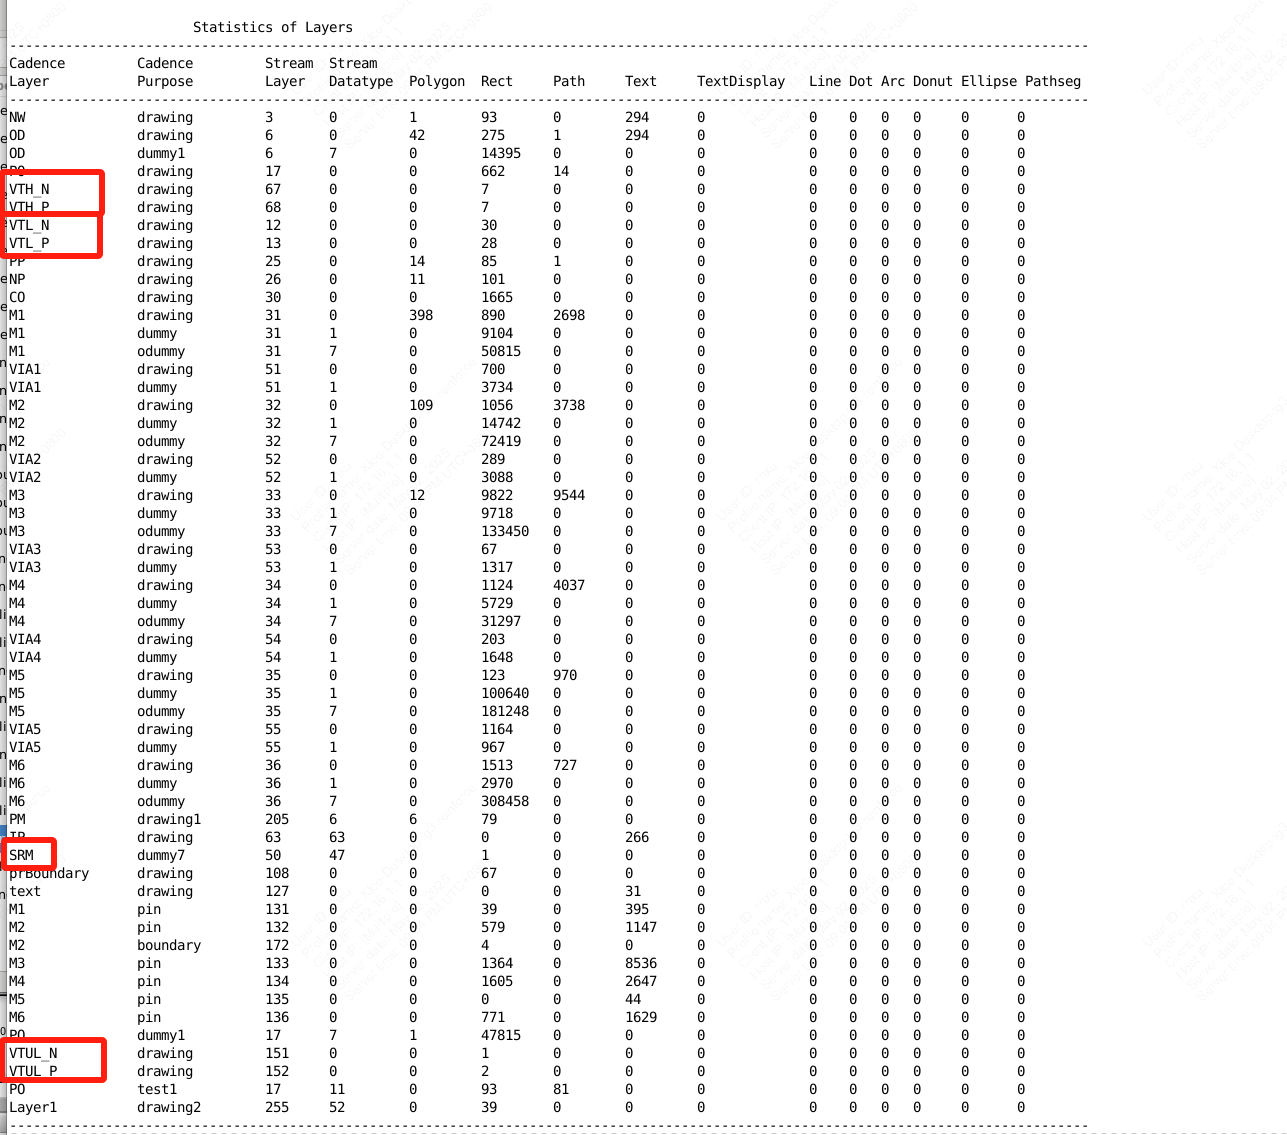 Statistics of Layers
Cadence Cadence Stream Stream
Layer Purpose Layer Datatype Polygon Rect Path Text TextDisplay Line Dot Arc Donut Ellipse Pathseg
NW drawing 3 0 1 93 0 294 0 0 0 0 0 0 0
OD drawing 6 0 42 275 1 294 0 0 0 0 0 0 0
OD dummy1 6 7 0 14395 0 0 0 0 0 0 0 0 0
PO drawing 17 0 0 662 14 0 0 0 0 0 0 0 0
VTH_N drawing 67 0 0 7 0 0 0 0 0 0 0 0 0
VTH_P drawing 68 0 0 7 0 0 0 0 0 0 0 0 0
VTL_N drawing 12 0 0 30 0 0 0 0 0 0 0 0 0
VTL_P drawing 13 0 0 28 0 0 0 0 0 0 0 0 0
PP drawing 25 0 14 85 1 0 0 0 0 0 0 0 0
NP drawing 26 0 11 101 0 0 0 0 0 0 0 0 0
CO drawing 30 0 0 1665 0 0 0 0 0 0 0 0 0
M1 drawing 31 0 398 890 2698 0 0 0 0 0 0 0 0
M1 dummy 31 1 0 9104 0 0 0 0 0 0 0 0 0
M1 odummy 31 7 0 50815 0 0 0 0 0 0 0 0 0
VIA1 drawing 51 0 0 700 0 0 0 0 0 0 0 0 0
VIA1 dummy 51 1 0 3734 0 0 0 0 0 0 0 0 0
M2 drawing 32 0 109 1056 3738 0 0 0 0 0 0 0 0
M2 dummy 32 1 0 14742 0 0 0 0 0 0 0 0 0
M2 odummy 32 7 0 72419 0 0 0 0 0 0 0 0 0
VIA2 drawing 52 0 0 289 0 0 0 0 0 0 0 0 0
VIA2 dummy 52 1 0 3088 0 0 0 0 0 0 0 0 0
M3 drawing 33 0 12 9822 9544 0 0 0 0 0 0 0 0
M3 dummy 33 1 0 9718 0 0 0 0 0 0 0 0 0
M3 odummy 33 7 0 133450 0 0 0 0 0 0 0 0 0
VIA3 drawing 53 0 0 67 0 0 0 0 0 0 0 0 0
VIA3 dummy 53 1 0 1317 0 0 0 0 0 0 0 0 0
M4 drawing 34 0 0 1124 4037 0 0 0 0 0 0 0 0
M4 dummy 34 1 0 5729 0 0 0 0 0 0 0 0 0
M4 odummy 34 7 0 31297 0 0 0 0 0 0 0 0 0
VIA4 drawing 54 0 0 203 0 0 0 0 0 0 0 0 0
VIA4 dummy 54 1 0 1648 0 0 0 0 0 0 0 0 0
M5 drawing 35 0 0 123 970 0 0 0 0 0 0 0 0
M5 dummy 35 1 0 100640 0 0 0 0 0 0 0 0 0
M5 odummy 35 7 0 181248 0 0 0 0 0 0 0 0 0
VIA5 drawing 55 0 0 1164 0 0 0 0 0 0 0 0 0
VIA5 dummy 55 1 0 967 0 0 0 0 0 0 0 0 0
M6 drawing 36 0 0 1513 727 0 0 0 0 0 0 0 0
M6 dummy 36 1 0 2970 0 0 0 0 0 0 0 0 0
M6 odummy 36 7 0 308458 0 0 0 0 0 0 0 0 0
PM drawing1 205 6 6 79 0 0 0 0 0 0 0 0 0
IP drawing 63 63 0 0 0 266 0 0 0 0 0 0 0
SRM dummy7 50 47 0 1 0 0 0 0 0 0 0 0 0
prBoundary drawing 108 0 0 67 0 0 0 0 0 0 0 0 0
text drawing 127 0 0 0 0 31 0 0 0 0 0 0 0
M1 pin 131 0 0 39 0 395 0 0 0 0 0 0 0
M2 pin 132 0 0 579 0 1147 0 0 0 0 0 0 0
M2 boundary 172 0 0 4 0 0 0 0 0 0 0 0 0
M3 pin 133 0 0 1364 0 8536 0 0 0 0 0 0 0
M4 pin 134 0 0 1605 0 2647 0 0 0 0 0 0 0
M5 pin 135 0 0 0 0 44 0 0 0 0 0 0 0
M6 pin 136 0 0 771 0 1629 0 0 0 0 0 0 0
PO dummy1 17 7 1 47815 0 0 0 0 0 0 0 0 0
VTUL_N drawing 151 0 0 1 0 0 0 0 0 0 0 0 0
VTUL_P drawing 152 0 0 2 0 0 0 0 0 0 0 0 0
PO test1 17 11 0 93 81 0 0 0 0 0 0 0 0
Layer1 drawing2 255 52 0 39 0 0 0 0 0 0 0 0 0